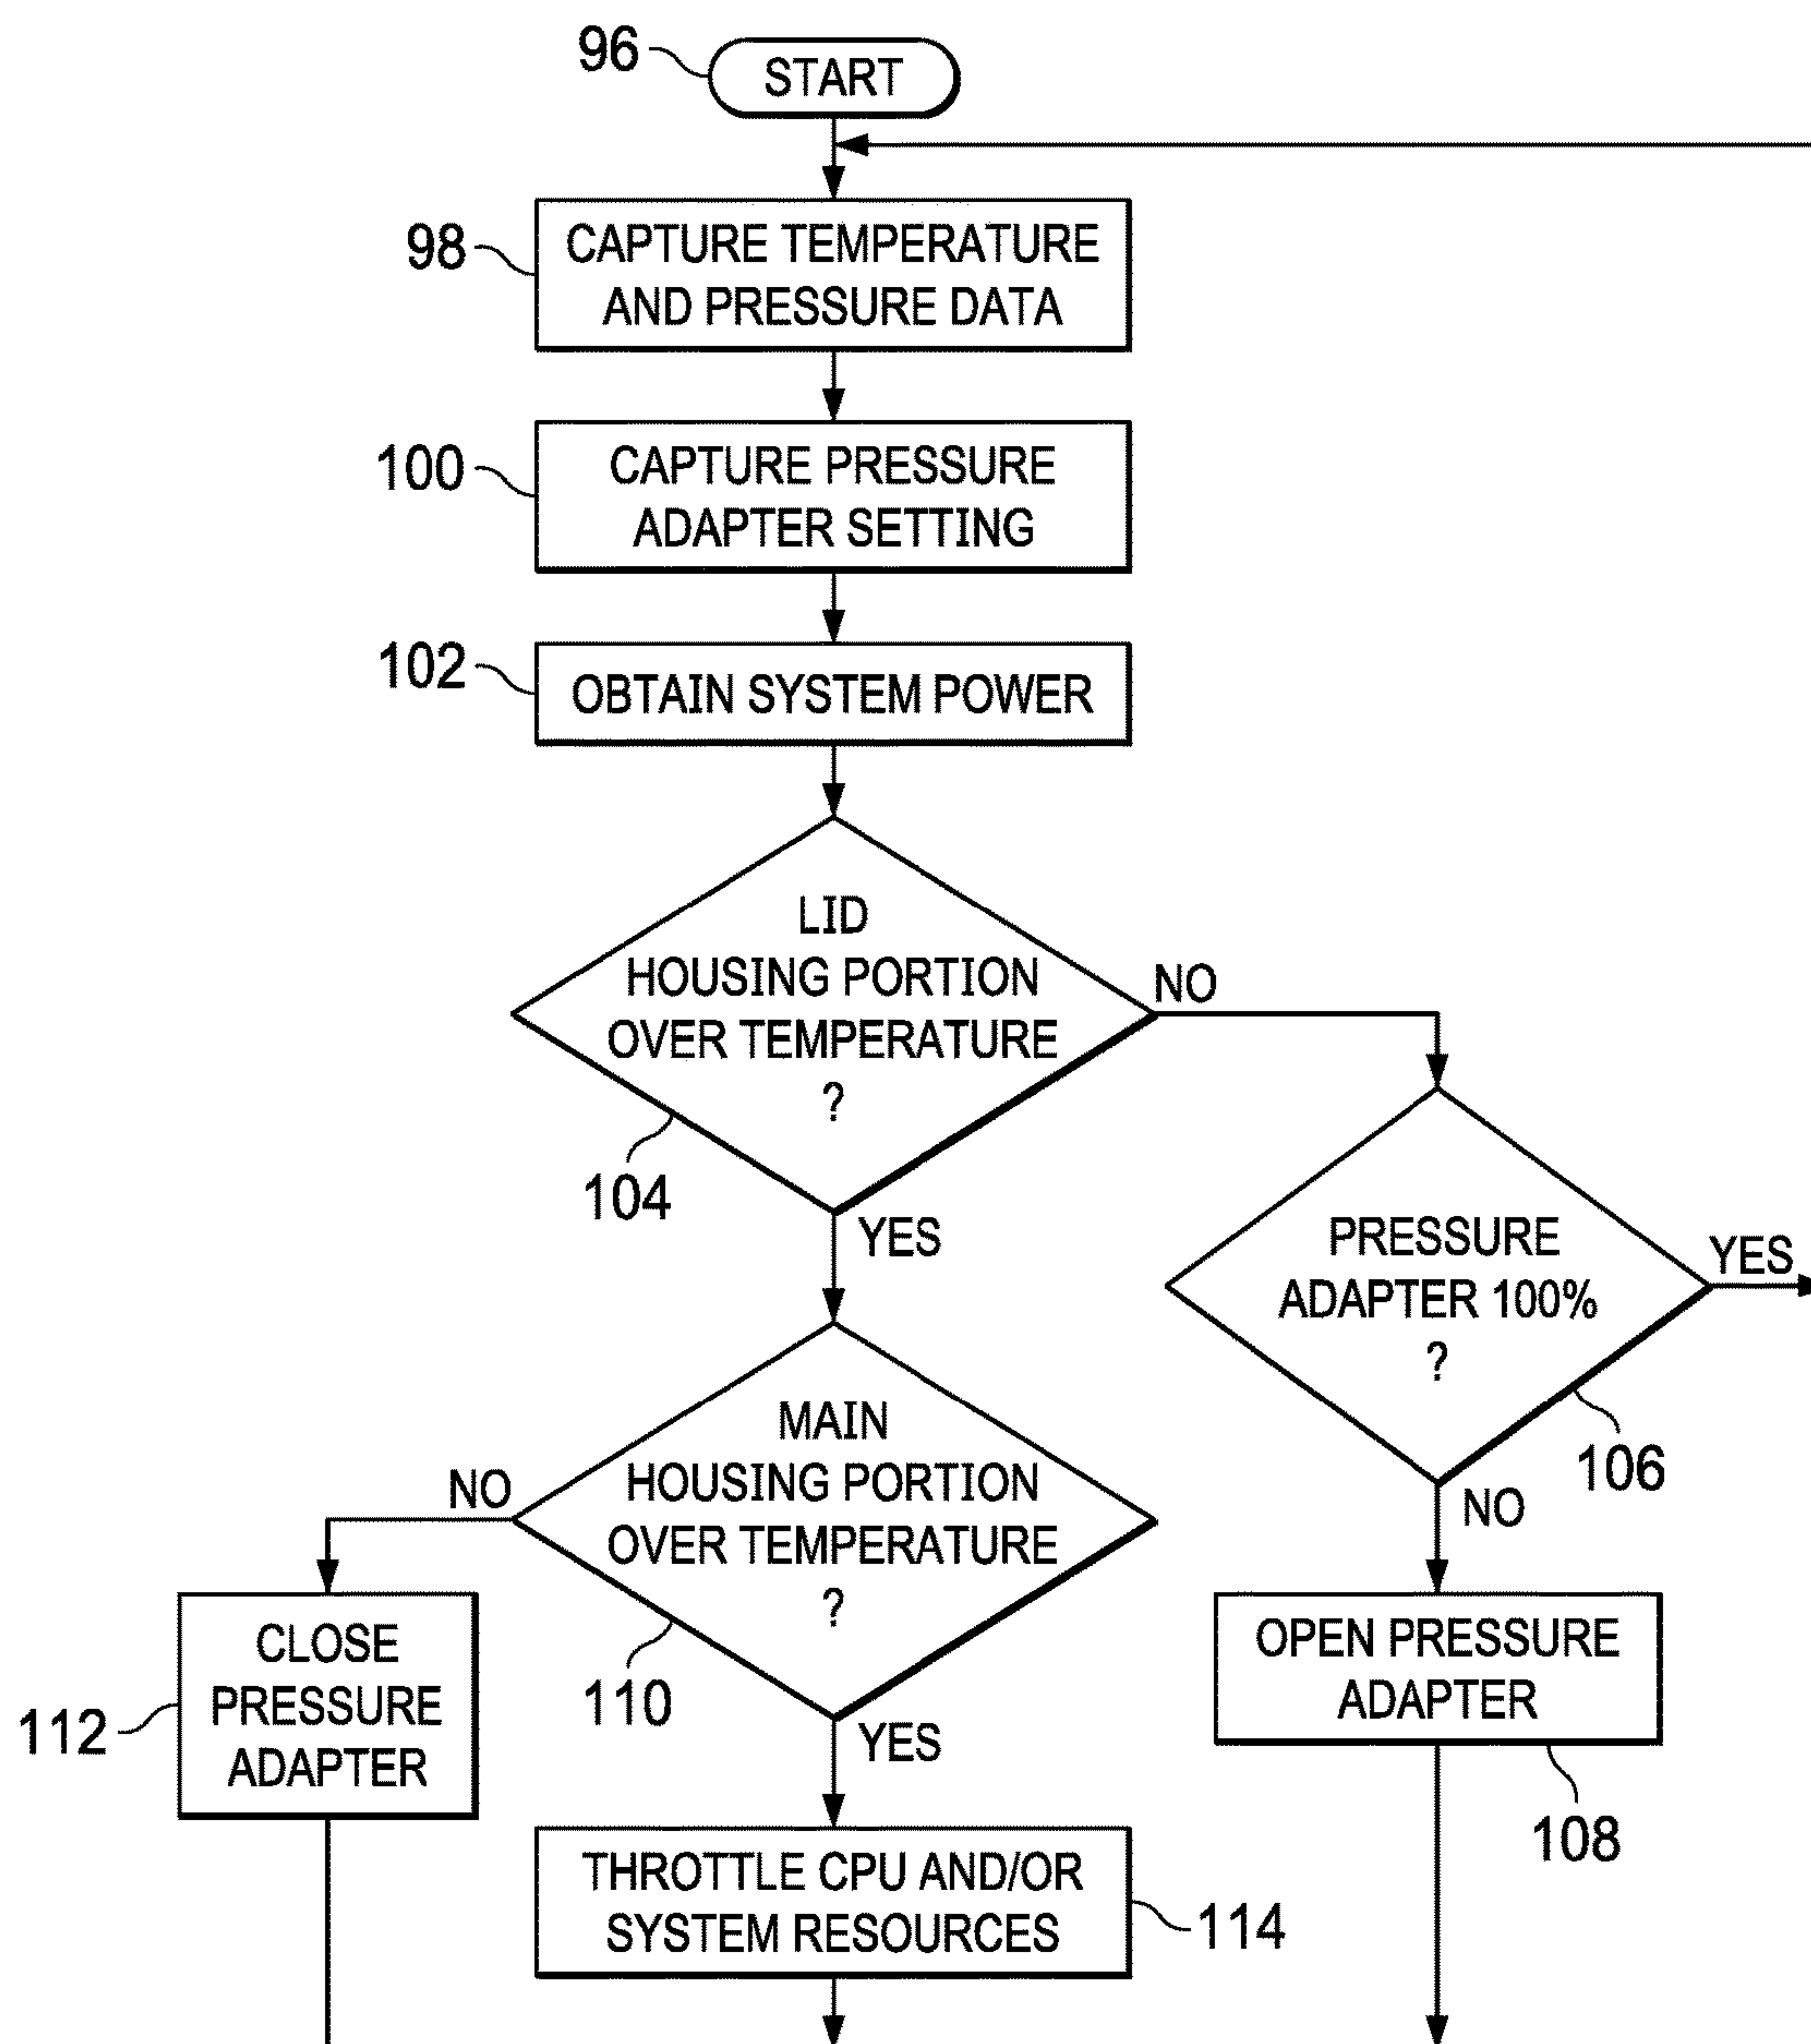 96
START
98
CAPTURE TEMPERATURE
AND PRESSURE DATA
100
CAPTURE PRESSURE
ADAPTER SETTING
102
OBTAIN SYSTEM POWER
LID
HOUSING PORTION
OVER TEMPERATURE
?
NO
104
YES
PRESSURE
ADAPTER 100%
?
YES
106
NO
MAIN
HOUSING PORTION
OVER TEMPERATURE
?
NO
110
YES
CLOSE
PRESSURE
ADAPTER
112
OPEN PRESSURE
ADAPTER
108
THROTTLE CPU AND/OR
SYSTEM RESOURCES
114